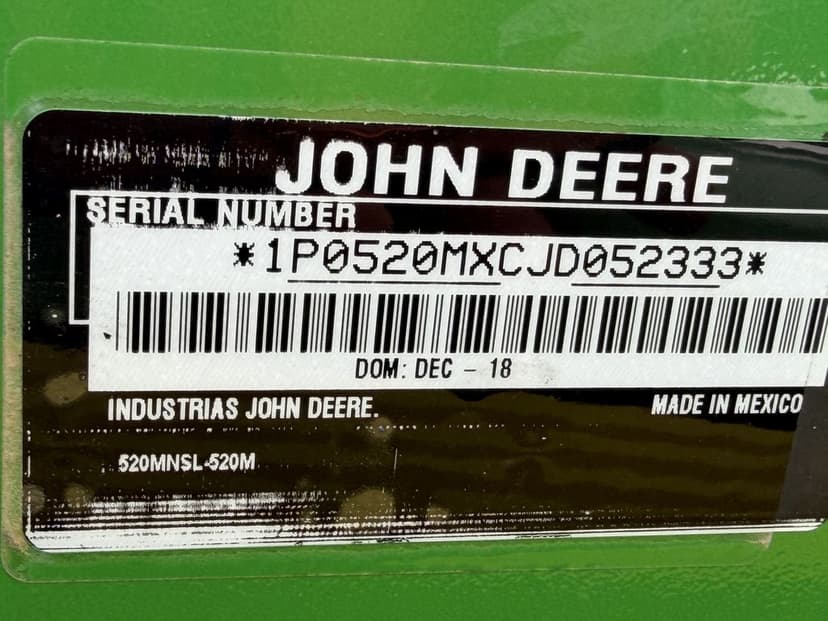 JOHN DEERE
SERIAL NUMBER
*1P0520MXCJD052333*
DOM: DEC - 18
INDUSTRIAS JOHN DEERE.
MADE IN MEXICO
520MNSL-520M